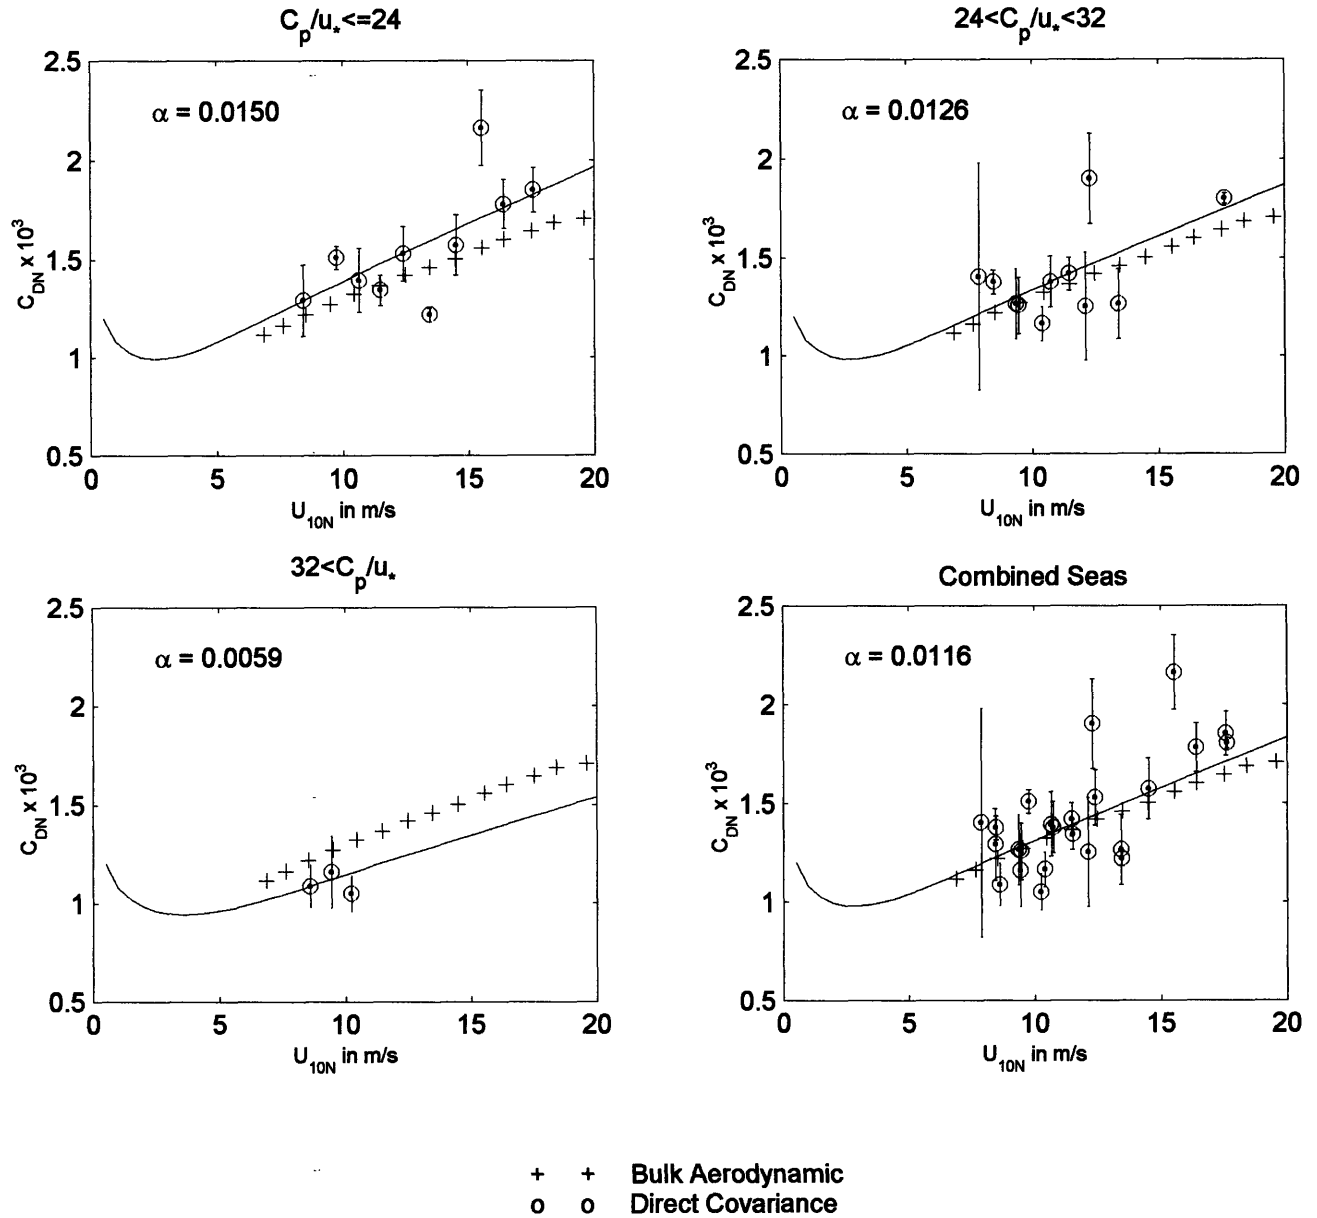 C_p/u_*<=24
2.5
2
1.5
1
0.5
C_DN x 10^3
α = 0.0150
0 5 10 15 20
U_10N in m/s
24<C_p/u_*<32
2.5
2
1.5
1
0.5
C_DN x 10^3
α = 0.0126
0 5 10 15 20
U_10N in m/s
32<C_p/u_*
2.5
2
1.5
1
0.5
C_DN x 10^3
α = 0.0059
0 5 10 15 20
U_10N in m/s
Combined Seas
2.5
2
1.5
1
0.5
C_DN x 10^3
α = 0.0116
0 5 10 15 20
U_10N in m/s
+ + Bulk Aerodynamic
o o Direct Covariance